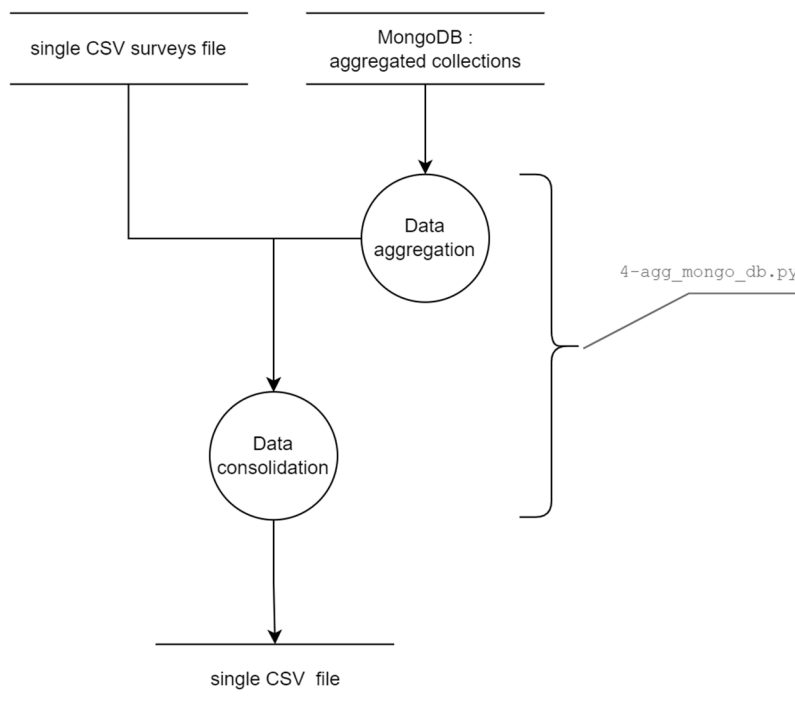 single CSV surveys file
MongoDB :
aggregated collections
Data
aggregation
4-agg_mongo_db.py
Data
consolidation
single CSV  file